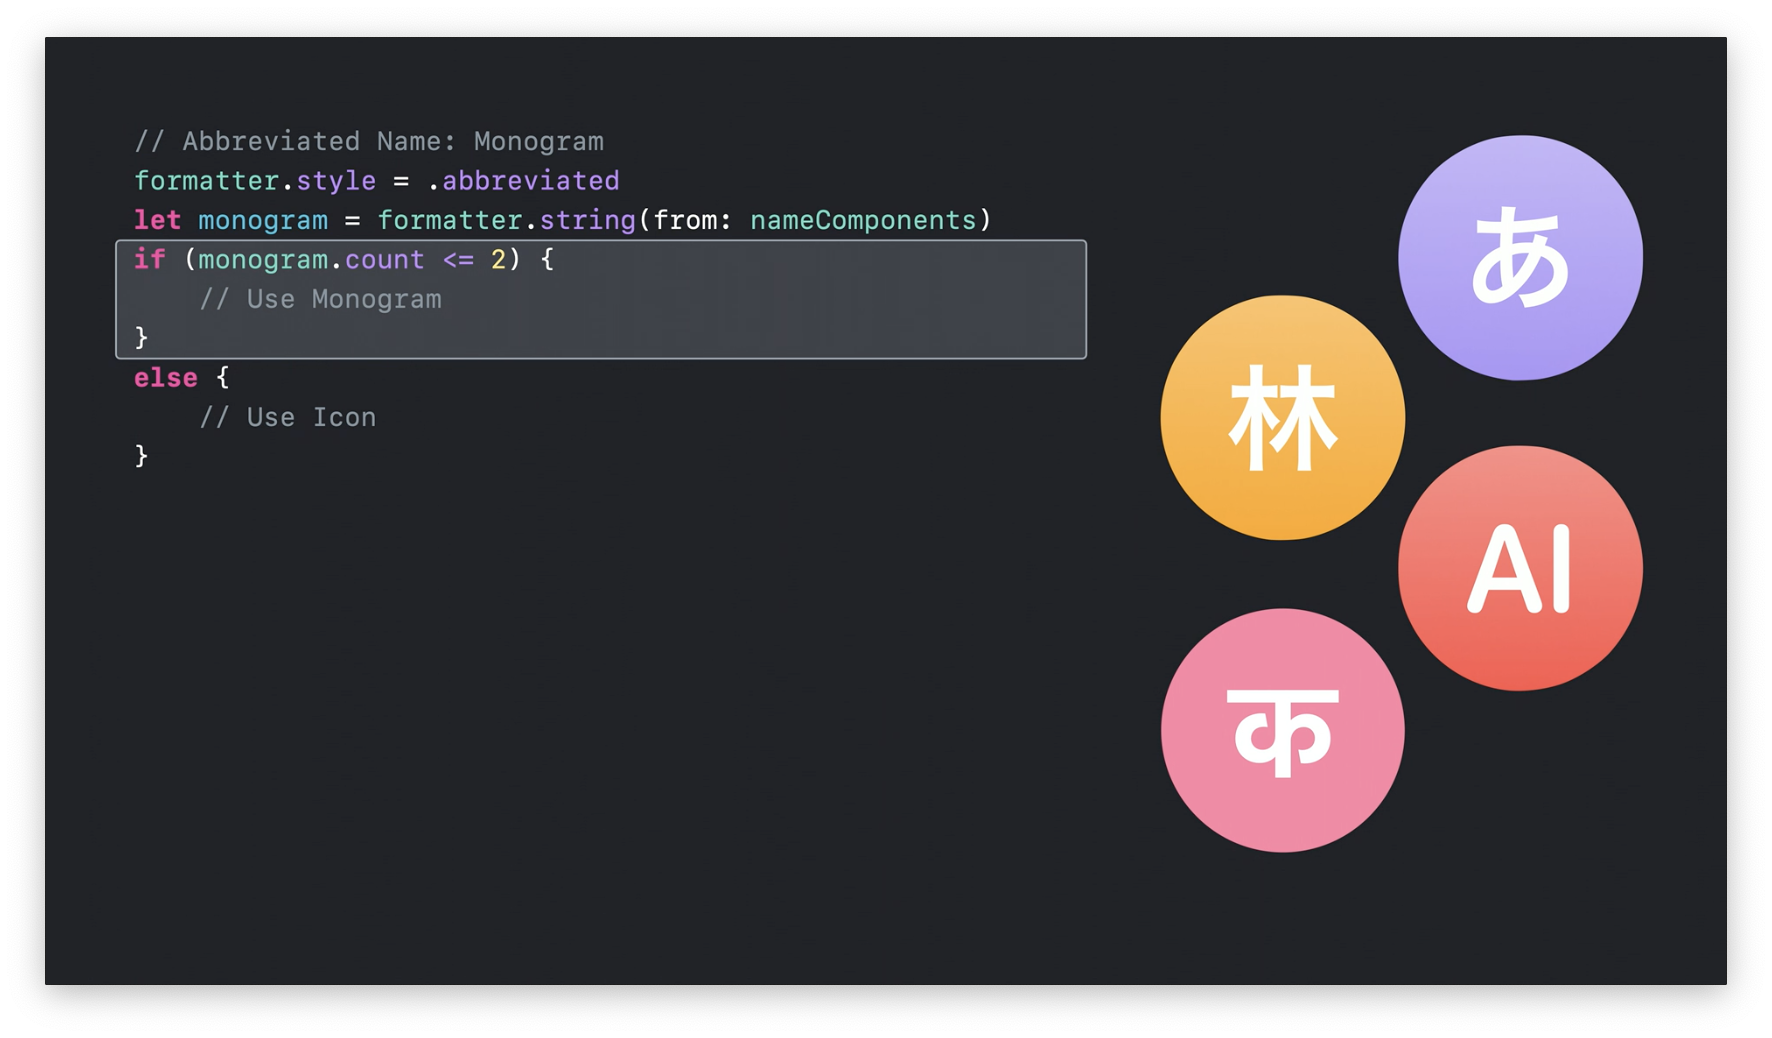 // Abbreviated Name: Monogram
formatter.style = .abbreviated
let monogram = formatter.string(from: nameComponents)
if (monogram.count <= 2) {
    // Use Monogram
}
else {
    // Use Icon
}
あ
林
AI
क